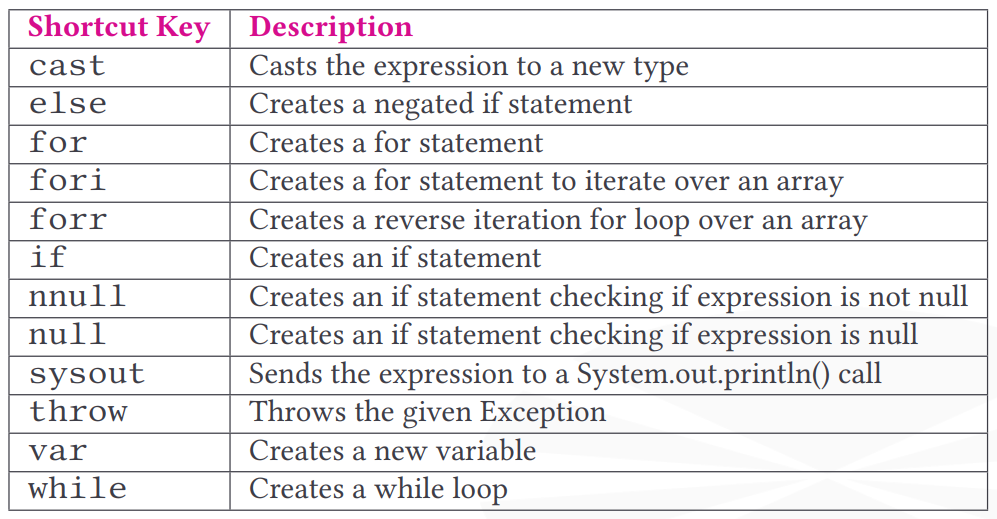 Shortcut Key Description
cast Casts the expression to a new type
else Creates a negated if statement
for Creates a for statement
fori Creates a for statement to iterate over an array
forr Creates a reverse iteration for loop over an array
if Creates an if statement
nnull Creates an if statement checking if expression is not null
null Creates an if statement checking if expression is null
sysout Sends the expression to a System.out.println() call
throw Throws the given Exception
var Creates a new variable
while Creates a while loop